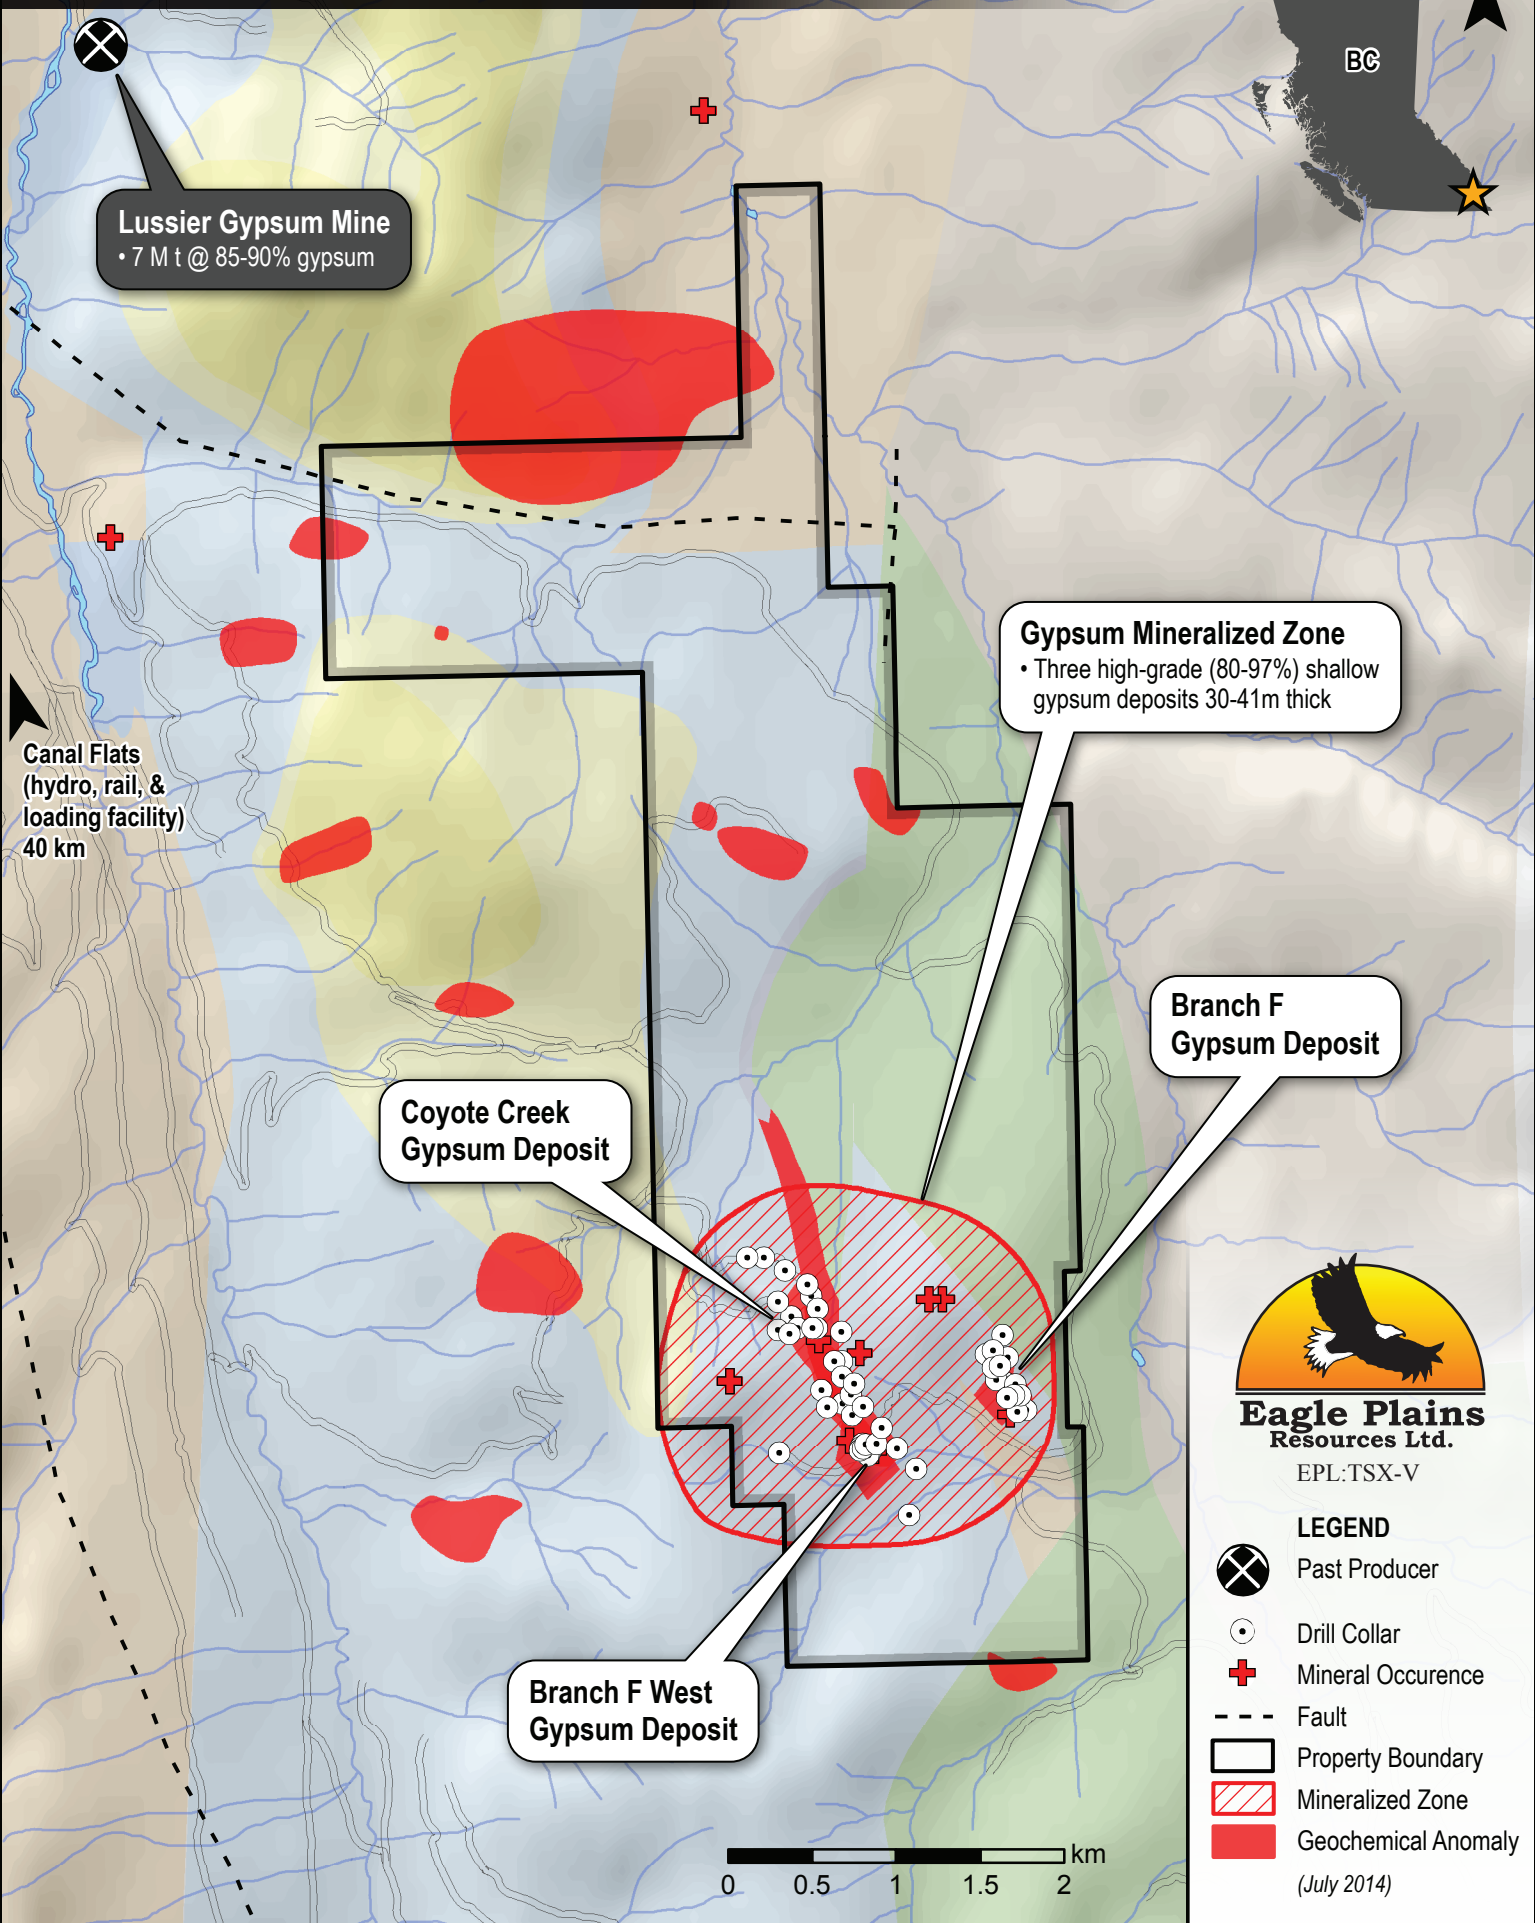 BC
Lussier Gypsum Mine
• 7 M t @ 85-90% gypsum
Gypsum Mineralized Zone
• Three high-grade (80-97%) shallow
gypsum deposits 30-41m thick
Canal Flats
(hydro, rail, &
loading facility)
40 km
Branch F
Gypsum Deposit
Coyote Creek
Gypsum Deposit
Branch F West
Gypsum Deposit
Eagle Plains
Resources Ltd.
EPL:TSX-V
LEGEND
Past Producer
Drill Collar
Mineral Occurence
Fault
Property Boundary
Mineralized Zone
Geochemical Anomaly
(July 2014)
km
0 0.5 1 1.5 2